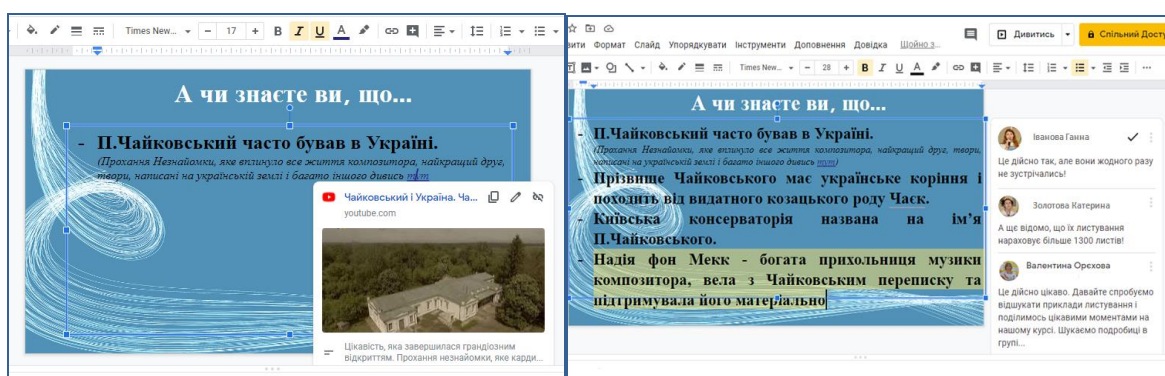 Times New...
17
B I U A
А чи знаєте ви, що...
- П.Чайковський часто бував в Україні.
(Прохання Незнайомки, яке вплинуло все життя композитора, найкращий друг,
твори, написані на українській землі і багато іншого дивись тут
Чайковський і Україна. Ча...
youtube.com
Цікавість, яка завершилася грандіозним
відкриттям. Прохання незнайомки, яке карди...
Формат Слайд Упорядкувати Інструменти Доповнення Довідка Щойно з...
Дивитись
Спільний Досту
Times New...
28
B I U A
А чи знаєте ви, що...
- П.Чайковський часто бував в Україні.
(Прохання Незнайомки, яке вплинуло все життя композитора, найкращий друг, твори,
написані на українській землі і багато іншого дивись тут)
- Прізвище Чайковського має українське коріння і
походить від видатного козацького роду Чаєк.
- Київська консерваторія названа на ім’я
П.Чайковського.
- Надія фон Мекк - богата прихольниця музики
композитора, вела з Чайковським переписку та
підтримувала його матеріально
Іванова Ганна
Це дійсно так, але вони жодного разу
не зустрічались!
Золотова Катерина
А ще відомо, що їх листування
нараховує більше 1300 листів!
Валентина Орєхова
Це дійсно цікаво. Давайте спробуємо
відшукати приклади листування і
поділимось цікавими моментами на
нашому курсі. Шукаємо подробиці в
групі...